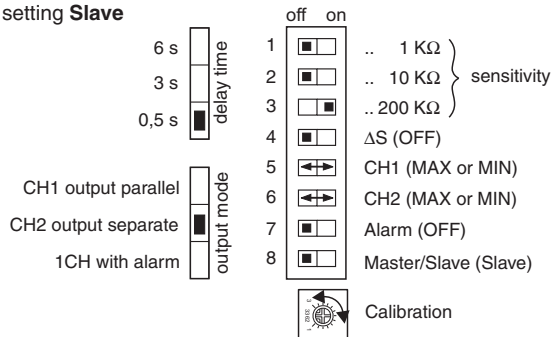 setting Slave
off on
6 s
3 s
0,5 s
delay time
1 .. 1 KΩ
2 .. 10 KΩ
3 .. 200 KΩ
sensitivity
4 ΔS (OFF)
5 CH1 (MAX or MIN)
6 CH2 (MAX or MIN)
7 Alarm (OFF)
8 Master/Slave (Slave)
CH1 output parallel
CH2 output separate
1CH with alarm
output mode
Calibration